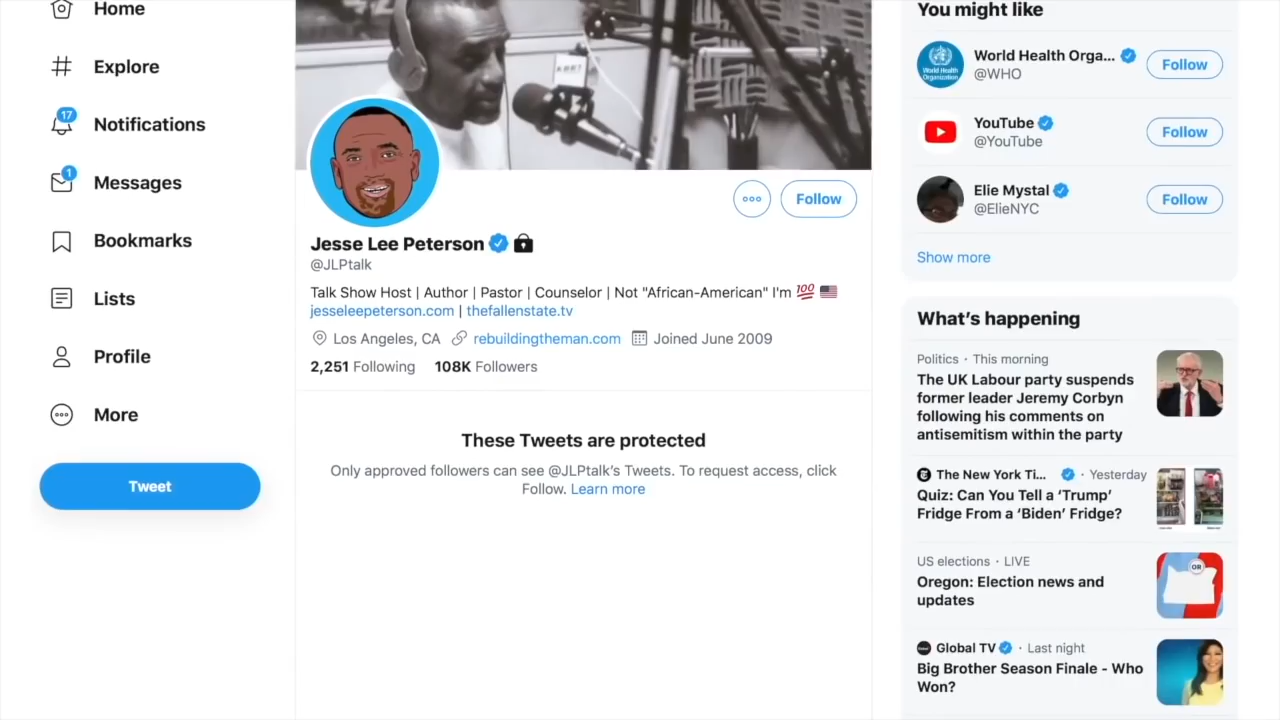 Home
Explore
17
Notifications
1
Messages
Bookmarks
Lists
Profile
More
Tweet
Follow
Jesse Lee Peterson
@JLPtalk
Talk Show Host | Author | Pastor | Counselor | Not "African-American" I'm 💯 🇺🇸
jesseleepeterson.com | thefallenstate.tv
Los Angeles, CA rebuildingtheman.com Joined June 2009
2,251 Following 108K Followers
These Tweets are protected
Only approved followers can see @JLPtalk's Tweets. To request access, click
Follow. Learn more
You might like
World Health Orga...
@WHO
Follow
World Health
Organization
YouTube
@YouTube
Follow
Elie Mystal
@ElieNYC
Follow
Show more
What's happening
Politics · This morning
The UK Labour party suspends
former leader Jeremy Corbyn
following his comments on
antisemitism within the party
The New York Ti... · Yesterday
Quiz: Can You Tell a 'Trump'
Fridge From a 'Biden' Fridge?
US elections · LIVE
Oregon: Election news and
updates
OR
Global TV · Last night
Big Brother Season Finale - Who
Won?